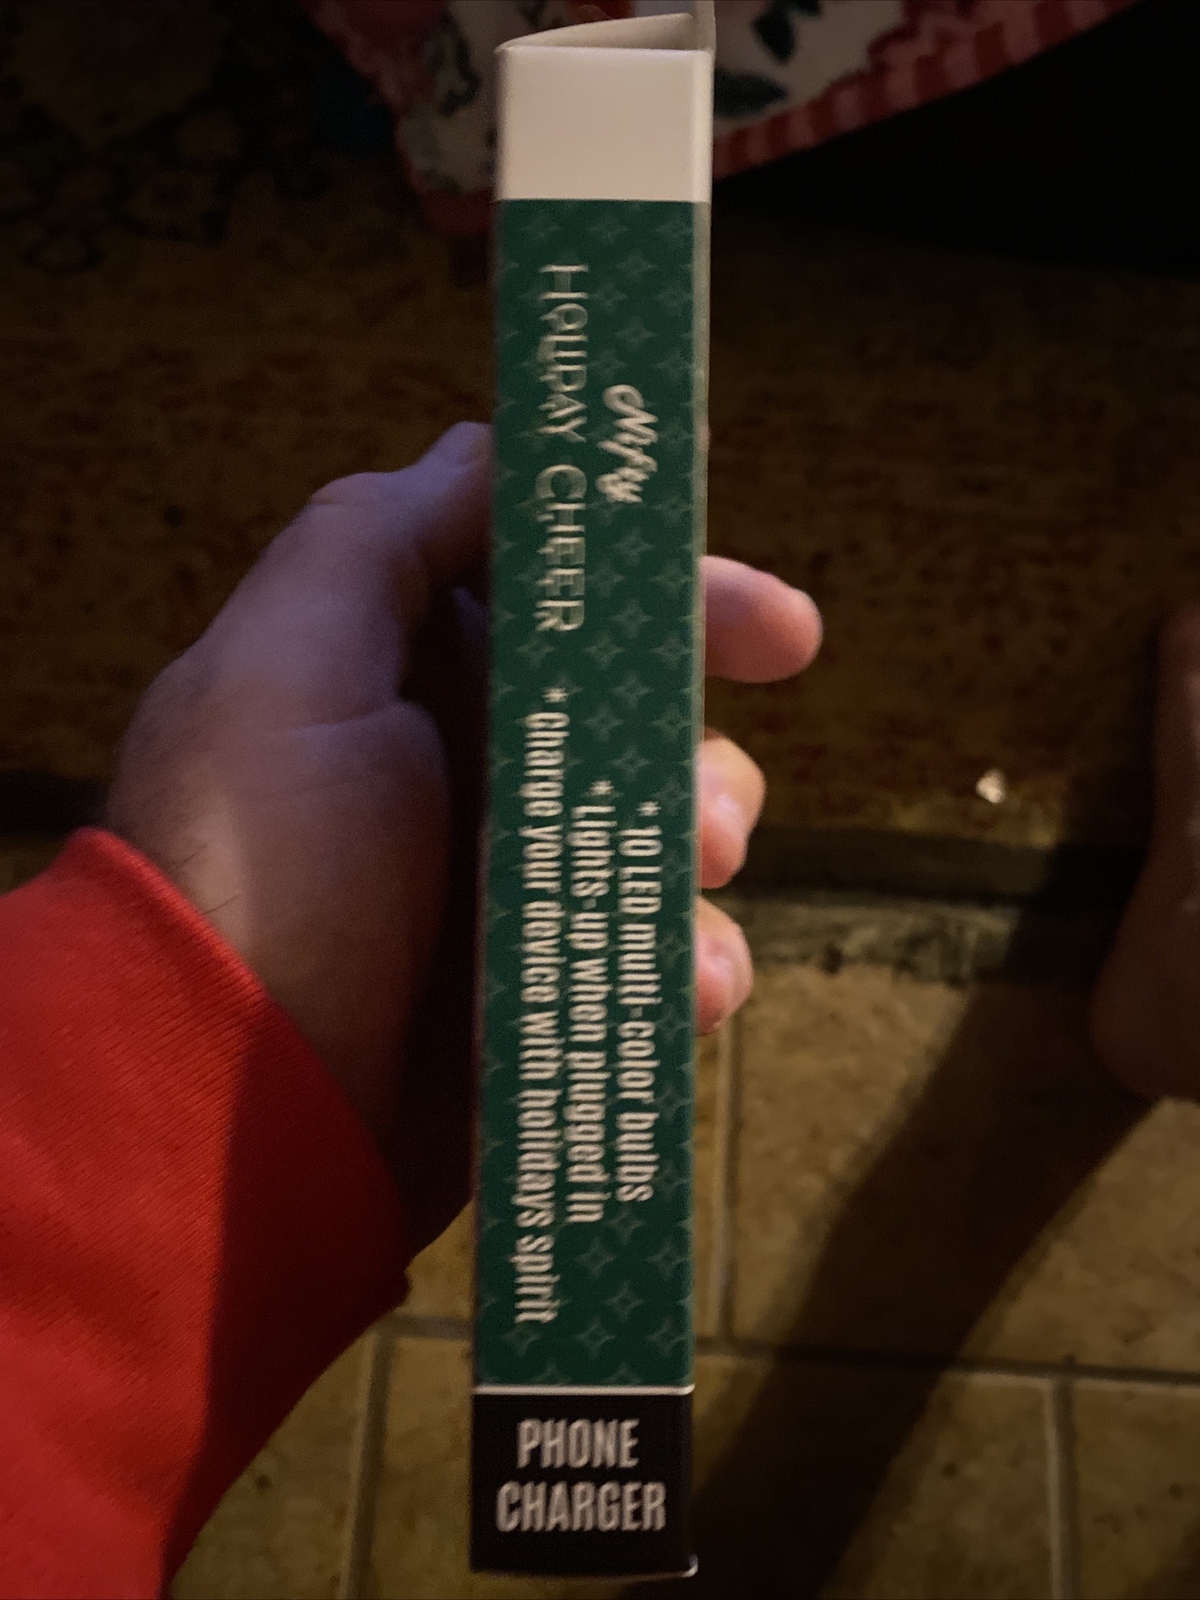 Nifty
HOLIDAY CHEER
* 10 LED multi-color bulbs
* Lights-up when plugged in
* Charge your device with holidays spirit
PHONE
CHARGER